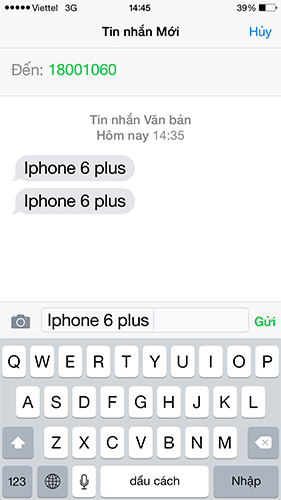 Viettel 3G 14:45 39%
Tin nhắn Mới Hủy
Đến: 18001060
Tin nhắn Văn bản
Hôm nay 14:35
Iphone 6 plus
Iphone 6 plus
Iphone 6 plus Gửi
Q W E R T Y U I O P
A S D F G H J K L
Z X C V B N M
123 dấu cách Nhập